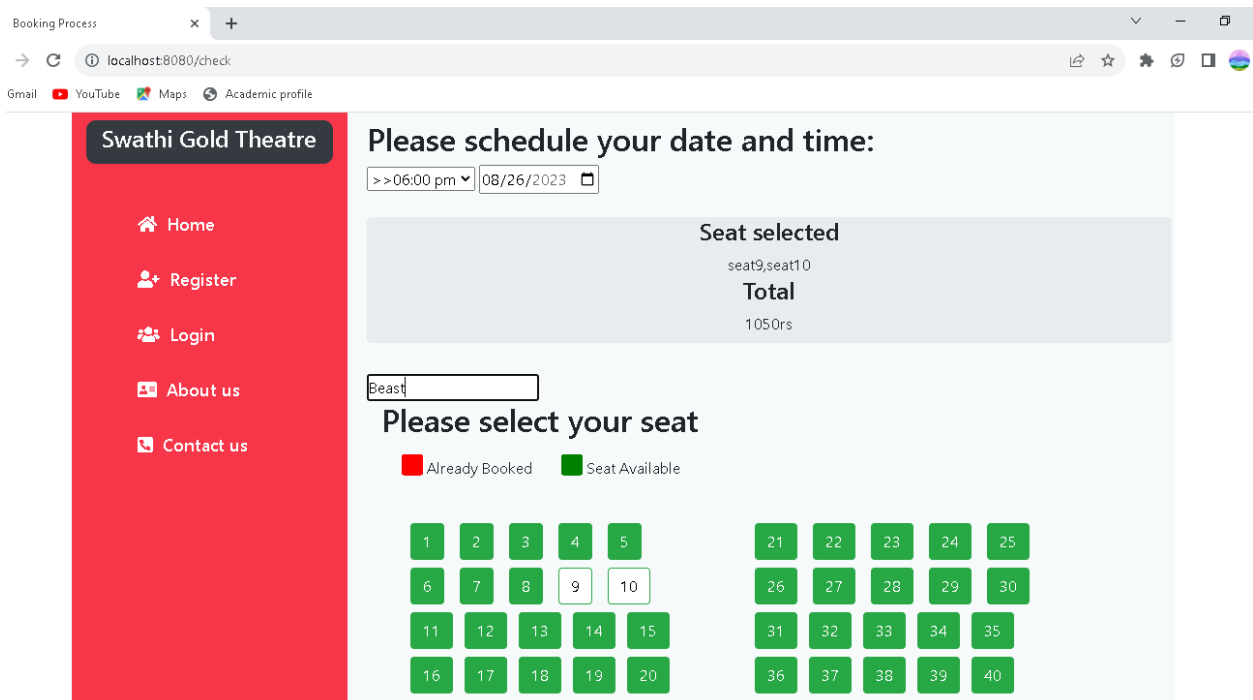 Booking Process
localhost:8080/check
Gmail YouTube Maps Academic profile
Swathi Gold Theatre
Home
Register
Login
About us
Contact us
Please schedule your date and time:
>>06:00 pm 08/26/2023
Seat selected
seat9,seat10
Total
1050rs
Beast
Please select your seat
Already Booked Seat Available
1 2 3 4 5 21 22 23 24 25
6 7 8 9 10 26 27 28 29 30
11 12 13 14 15 31 32 33 34 35
16 17 18 19 20 36 37 38 39 40